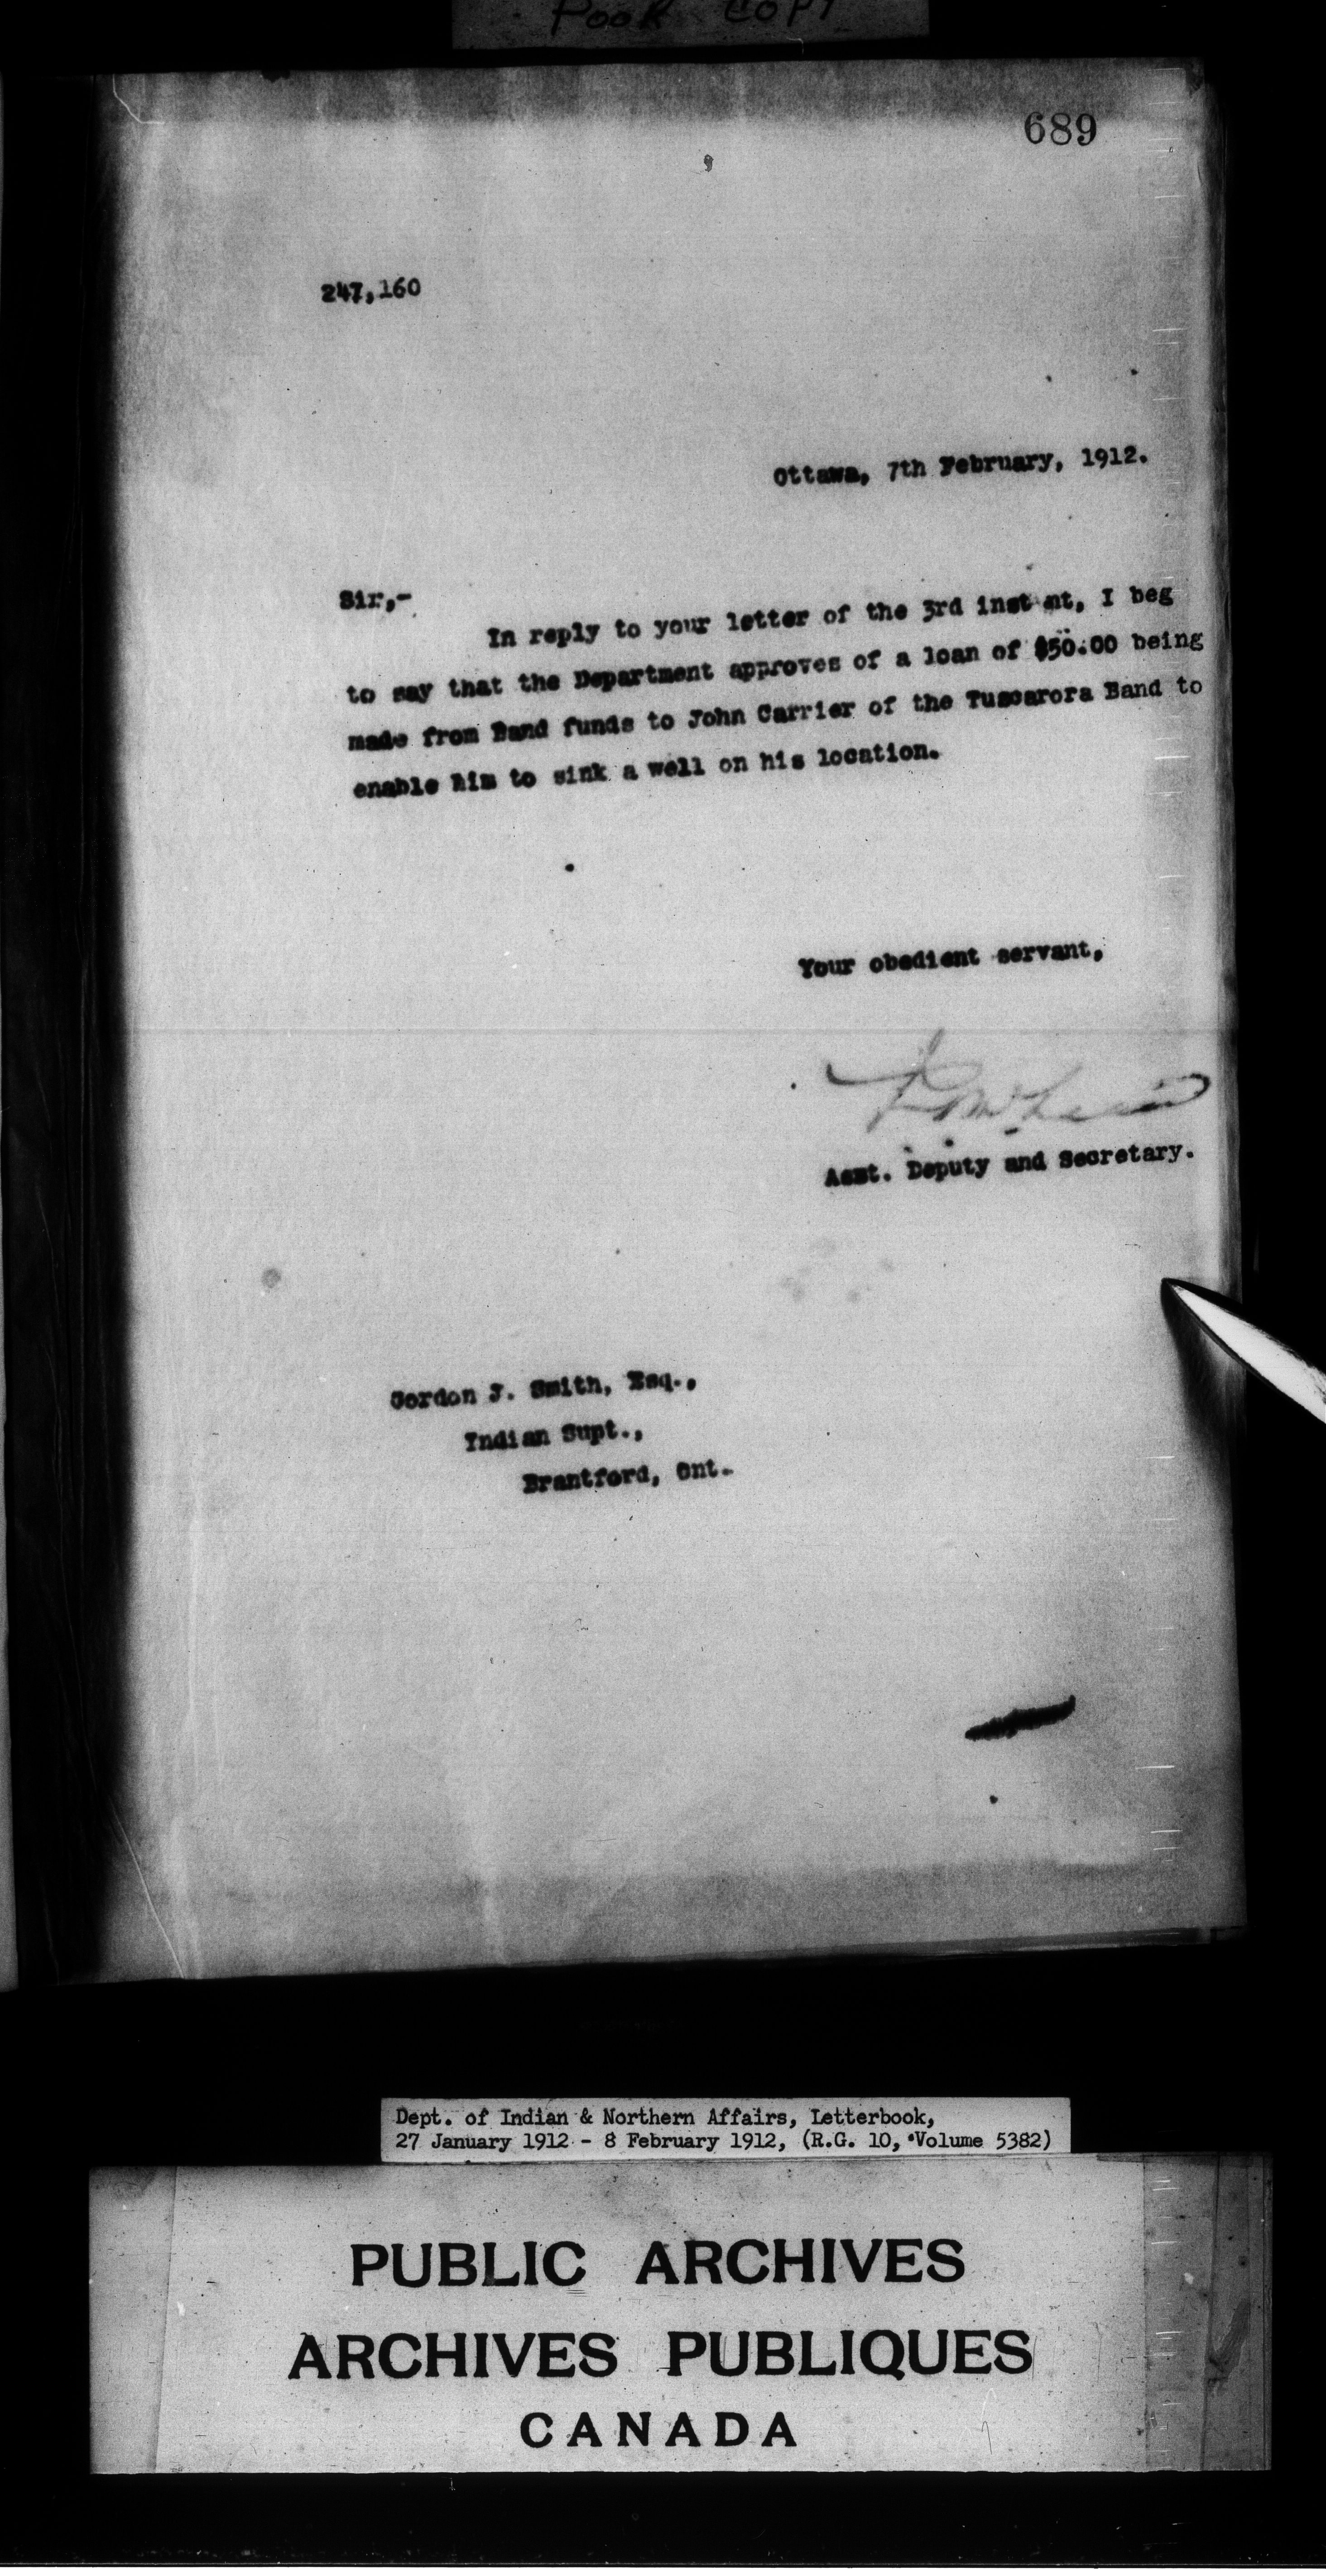 POOR COPY
689
247,160
Ottawa, 7th February, 1912.
Sir,-
In reply to your letter of the 3rd instant, I beg
to say that the Department approves of a loan of $50.00 being
made from Band funds to John Carrier of the Tuscarora Band to
enable him to sink a well on his location.
Your obedient servant,
Asst. Deputy and Secretary.
Gordon J. Smith, Esq.,
Indian Supt.,
Brantford, Ont.
Dept. of Indian & Northern Affairs, Letterbook,
27 January 1912 - 8 February 1912, (R.G. 10, Volume 5382)
PUBLIC ARCHIVES
ARCHIVES PUBLIQUES
CANADA